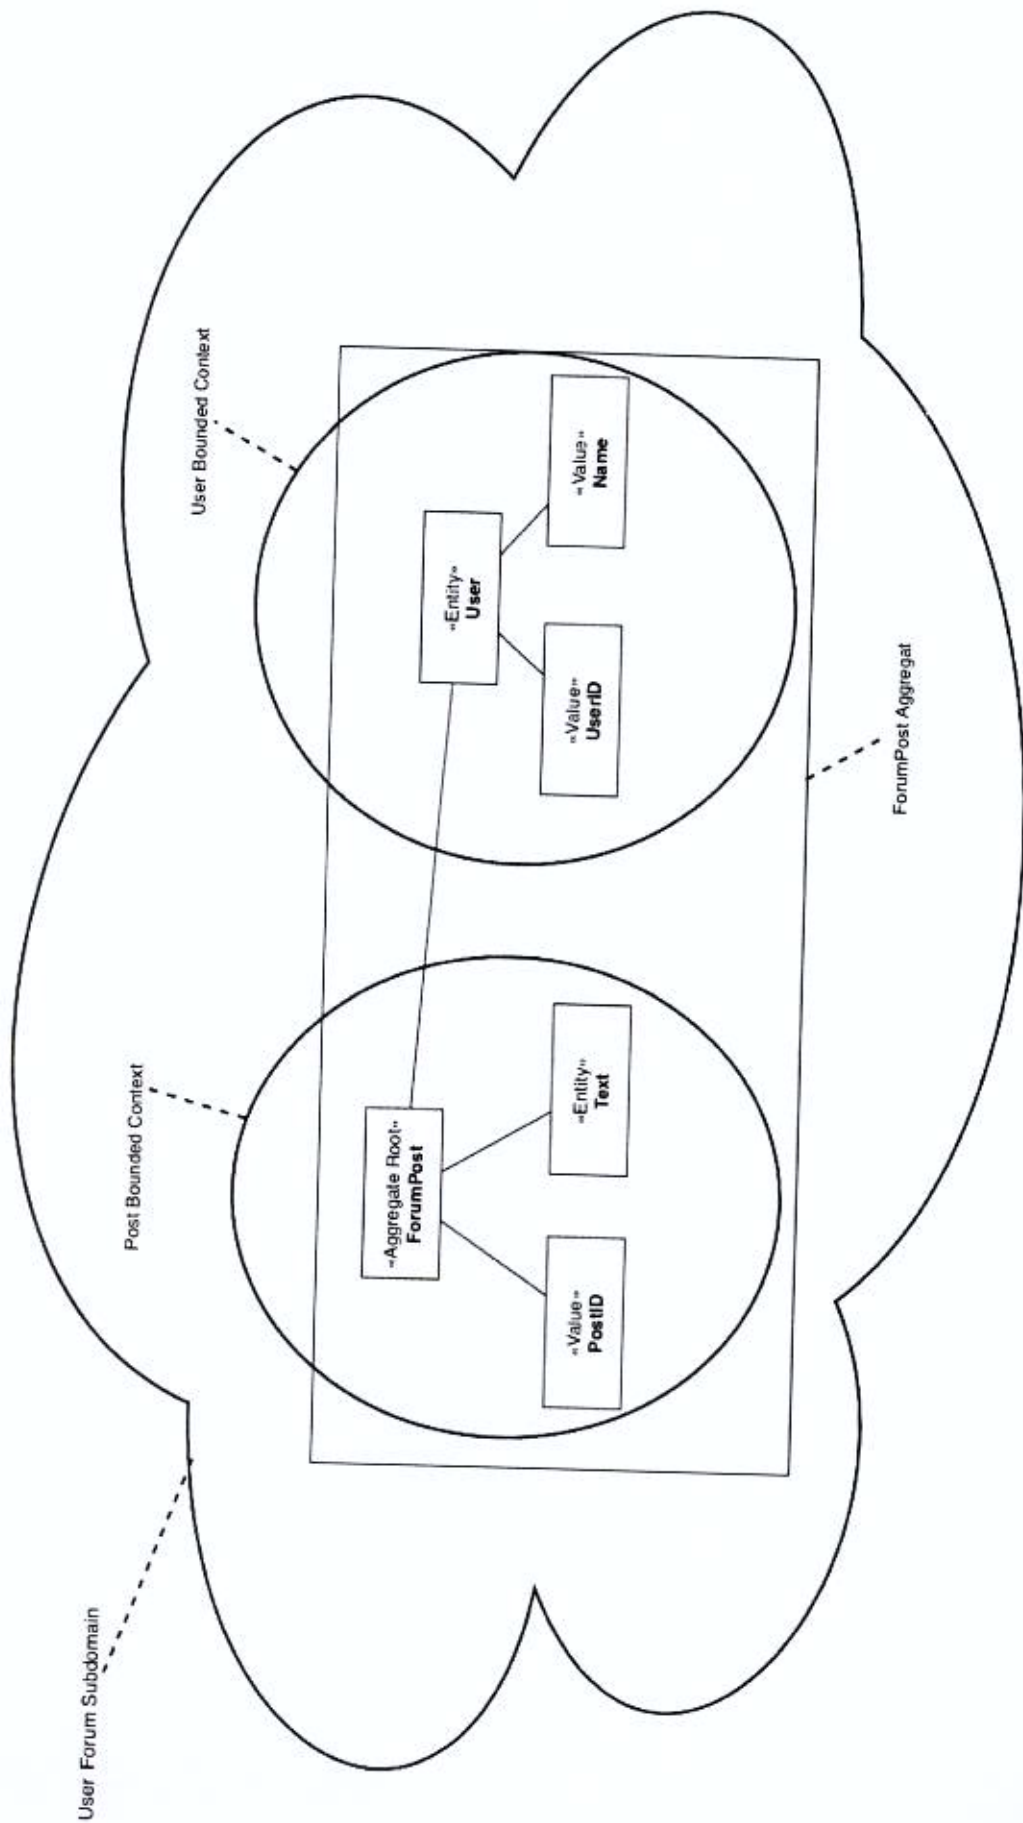 User Forum Subdomain
Post Bounded Context
User Bounded Context
«Aggregate Root»
ForumPost
«Entity»
User
«Value»
PostID
«Entity»
Text
«Value»
UserID
«Value»
Name
ForumPost Aggregat